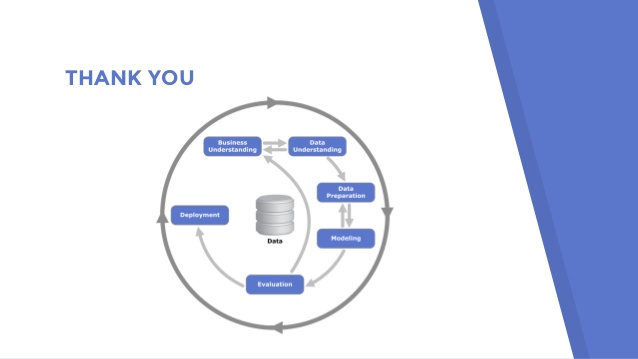 THANK YOU
Business
Understanding
Data
Understanding
Data
Preparation
Deployment
Data
Modeling
Evaluation